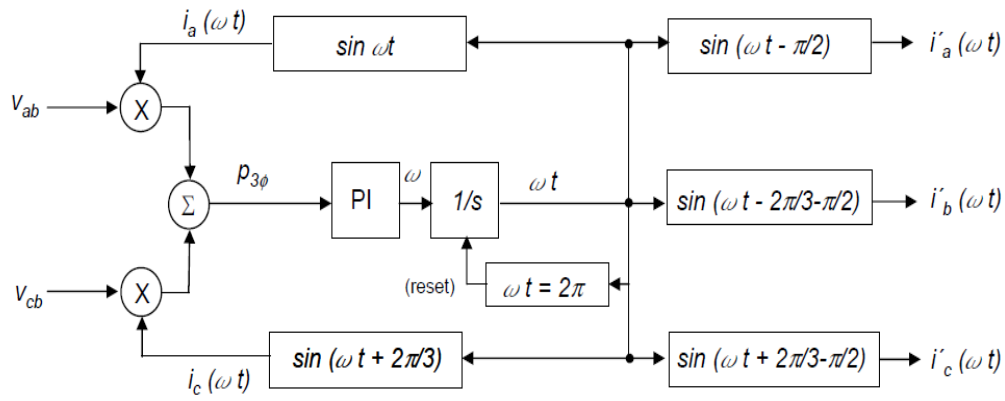 i_a (ω t)
sin ωt
sin (ω t - π/2)
i´_a (ω t)
X
V_ab
p_3ϕ
ω
ω t
Σ
PI
1/s
sin (ω t - 2π/3-π/2)
i´_b (ω t)
(reset)
ω t = 2π
V_cb
X
sin (ω t + 2π/3)
sin (ω t + 2π/3-π/2)
i´_c (ω t)
i_c (ω t)